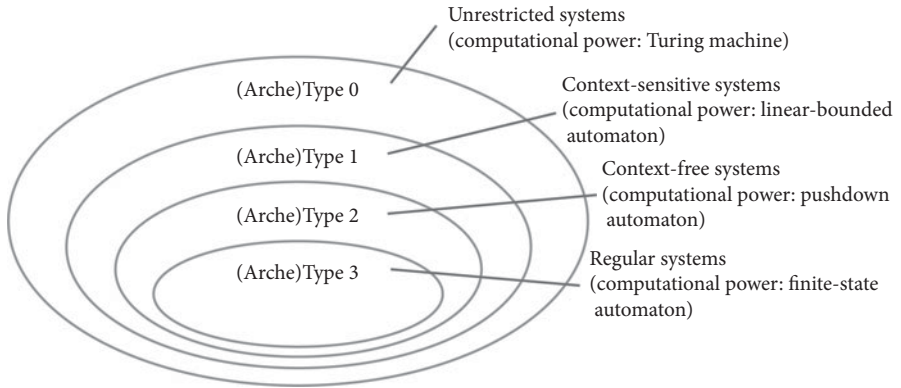 Unrestricted systems
(computational power: Turing machine)
(Arche)Type 0
Context-sensitive systems
(computational power: linear-bounded
automaton)
(Arche)Type 1
Context-free systems
(computational power: pushdown
automaton)
(Arche)Type 2
Regular systems
(computational power: finite-state
automaton)
(Arche)Type 3